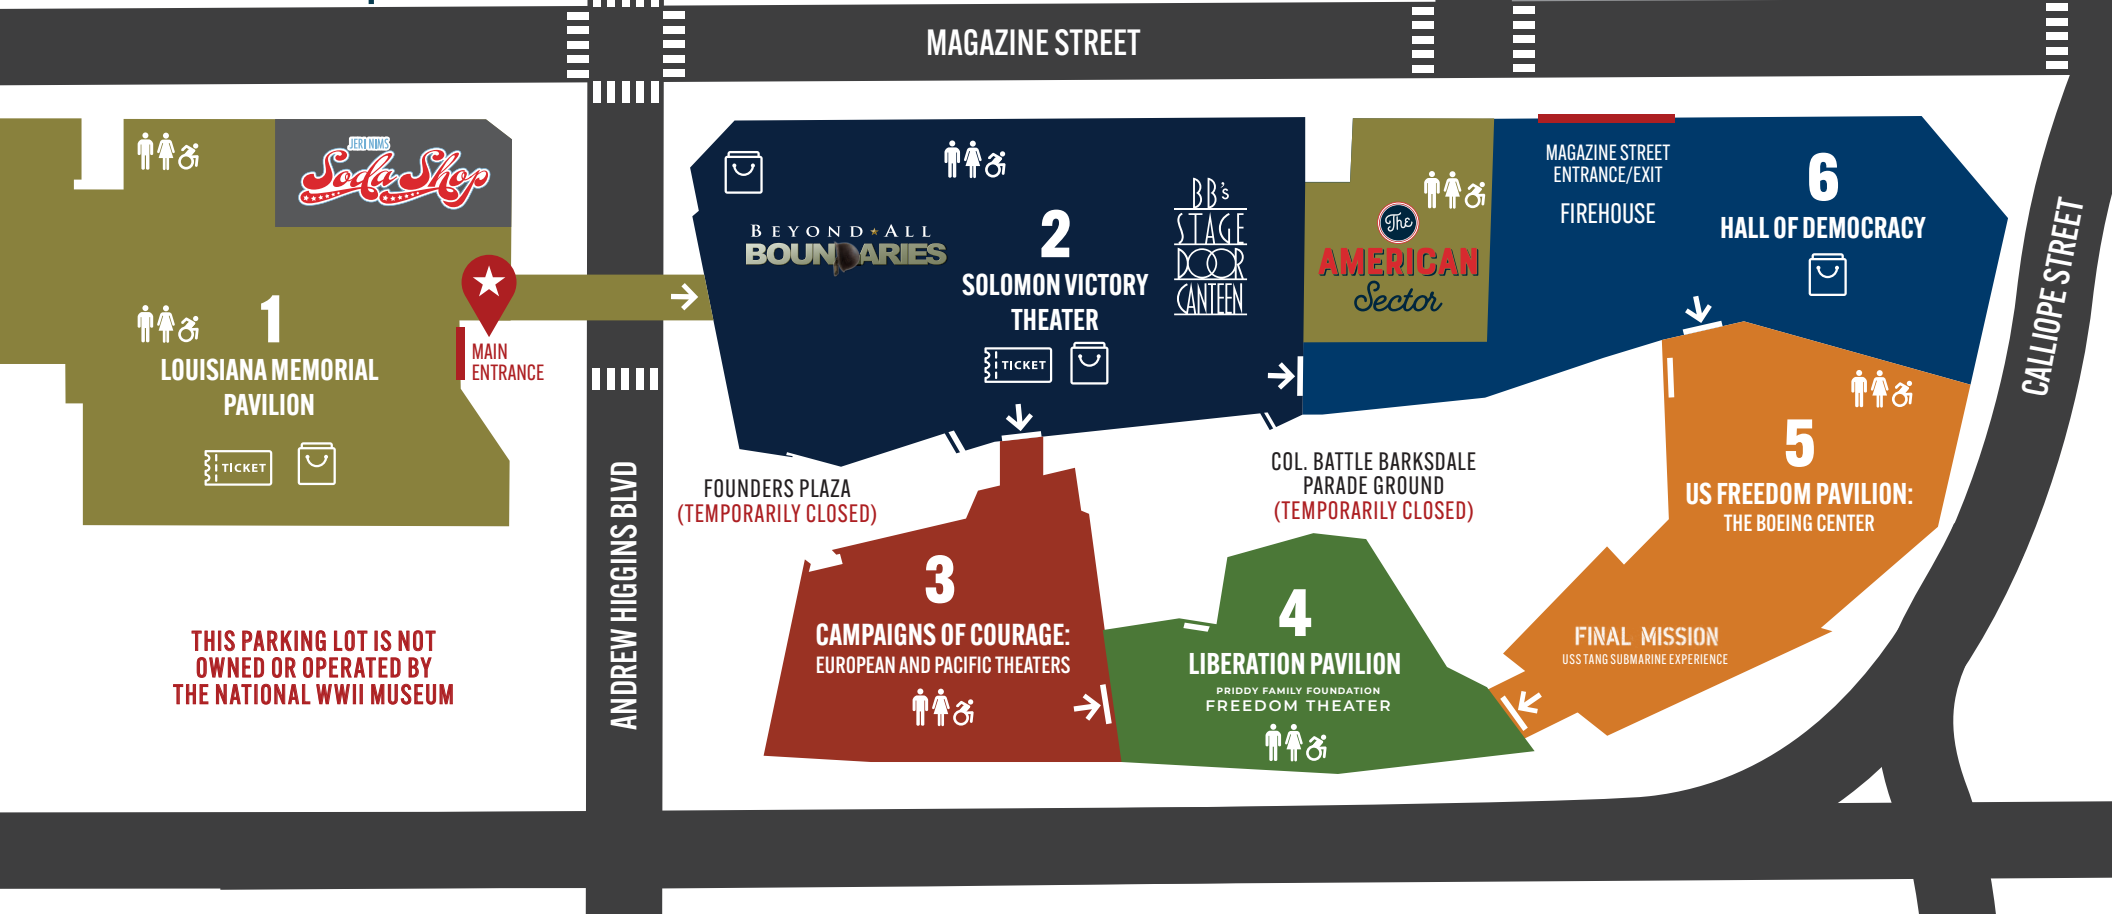 MAGAZINE STREET
JERI NIMS
Soda Shop
1
LOUISIANA MEMORIAL
PAVILION
TICKET
MAIN
ENTRANCE
THIS PARKING LOT IS NOT
OWNED OR OPERATED BY
THE NATIONAL WWII MUSEUM
ANDREW HIGGINS BLVD
BEYOND ALL
BOUNDARIES
2
SOLOMON VICTORY
THEATER
TICKET
BB's
STAGE
DOOR
CANTEEN
The
AMERICAN
Sector
MAGAZINE STREET
ENTRANCE/EXIT
FIREHOUSE
6
HALL OF DEMOCRACY
CALLIOPE STREET
FOUNDERS PLAZA
(TEMPORARILY CLOSED)
COL. BATTLE BARKSDALE
PARADE GROUND
(TEMPORARILY CLOSED)
5
US FREEDOM PAVILION:
THE BOEING CENTER
3
CAMPAIGNS OF COURAGE:
EUROPEAN AND PACIFIC THEATERS
4
LIBERATION PAVILION
PRIDDY FAMILY FOUNDATION
FREEDOM THEATER
FINAL MISSION
USS TANG SUBMARINE EXPERIENCE